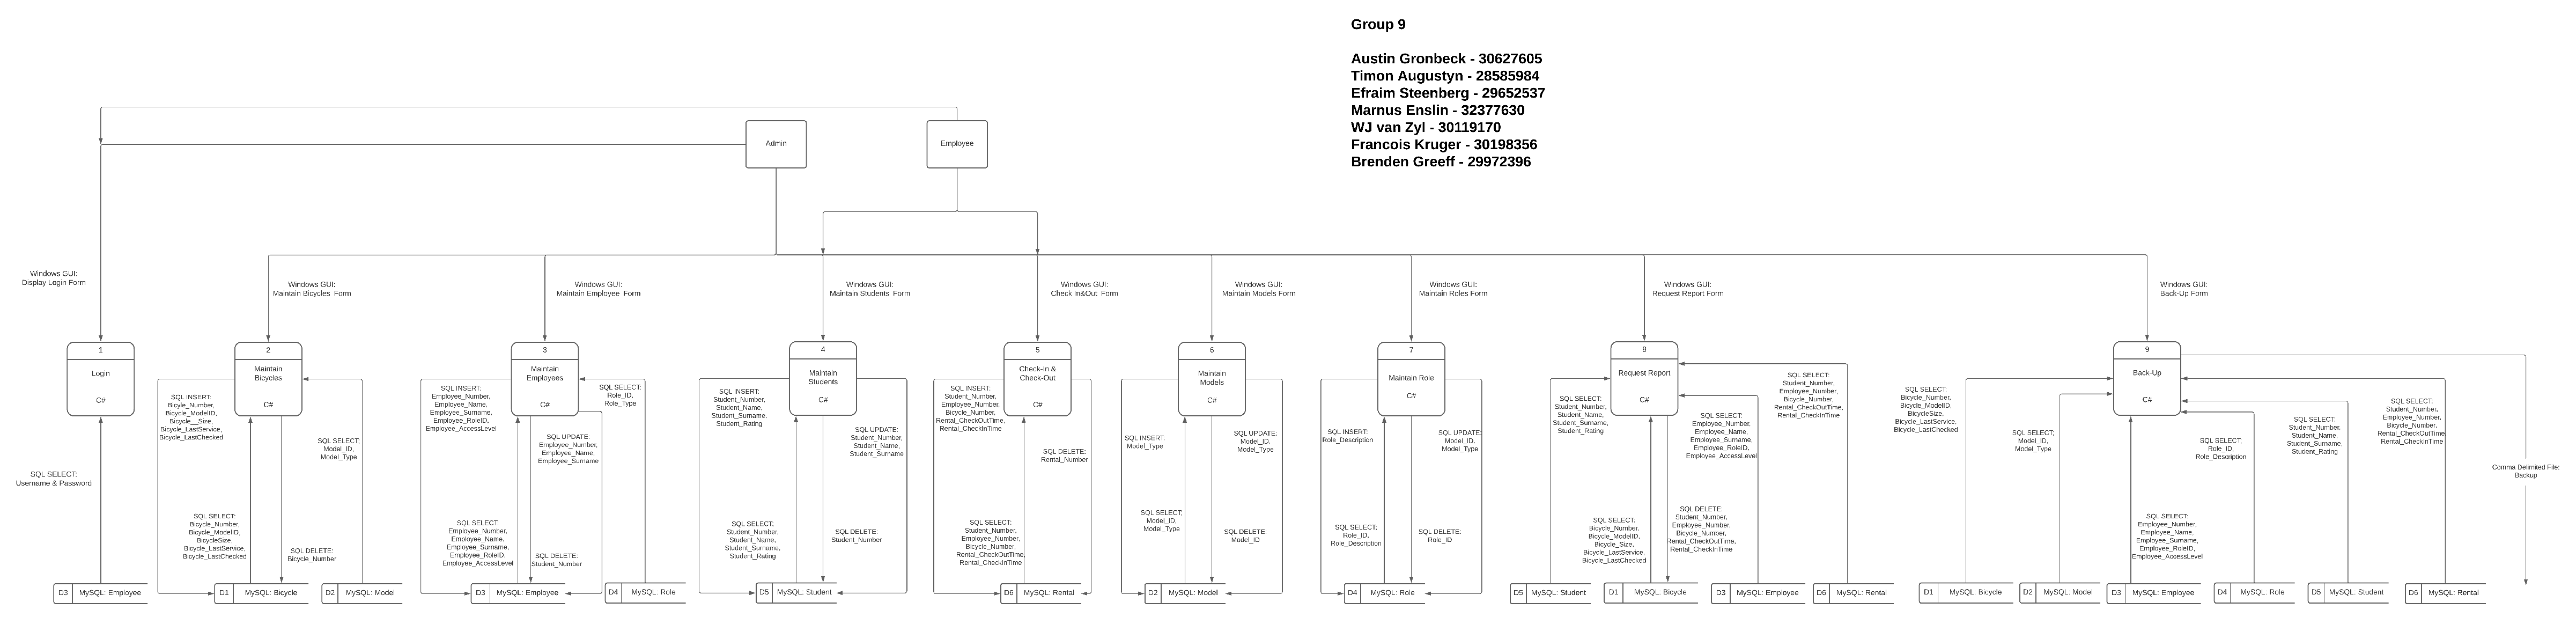 Group 9
Austin Gronbeck - 30627605
Timon Augustyn - 28585984
Efraim Steenberg - 29652537
Marnus Enslin - 32377630
WJ van Zyl - 30119170
Francois Kruger - 30198356
Brenden Greeff - 29972396
Admin
Employee
Windows GUI:
Display Login Form
Windows GUI:
Maintain Bicycles Form
Windows GUI:
Maintain Employee Form
Windows GUI:
Maintain Students Form
Windows GUI:
Check In&Out Form
Windows GUI:
Maintain Models Form
Windows GUI:
Maintain Roles Form
Windows GUI:
Request Report Form
Windows GUI:
Back-Up Form
1
Login
C#
SQL SELECT:
Username & Password
D3
MySQL: Employee
2
Maintain
Bicycles
C#
SQL INSERT:
Bicyle_Number,
Bicycle_ModelID,
Bicycle__Size,
Bicycle_LastService,
Bicycle_LastChecked
SQL SELECT;
Model_ID,
Model_Type
SQL SELECT:
Bicycle_Number,
Bicycle_ModelID,
BicycleSize,
Bicycle_LastService,
Bicycle_LastChecked
SQL DELETE:
Bicycle_Number
D1
MySQL: Bicycle
D2
MySQL: Model
3
Maintain
Employees
C#
SQL INSERT:
Employee_Number,
Employee_Name,
Employee_Surname,
Employee_RoleID,
Employee_AccessLevel
SQL SELECT:
Role_ID,
Role_Type
SQL UPDATE:
Employee_Number,
Employee_Name,
Employee_Surname
SQL SELECT:
Employee_Number,
Employee_Name,
Employee_Surname,
Employee_RoleID,
Employee_AccessLevel
SQL DELETE:
Student_Number
D3
MySQL: Employee
D4
MySQL: Role
4
Maintain
Students
C#
SQL INSERT:
Student_Number,
Student_Name,
Student_Surname.
Student_Rating
SQL UPDATE:
Student_Number,
Student_Name,
Student_Surname
SQL SELECT;
Student_Number,
Student_Name,
Student_Surname,
Student_Rating
SQL DELETE:
Student_Number
D5
MySQL: Student
5
Check-In &
Check-Out
C#
SQL INSERT:
Student_Number,
Employee_Number,
Bicycle_Number,
Rental_CheckOutTime,
Rental_CheckInTime
SQL DELETE:
Rental_Number
SQL SELECT:
Student_Number,
Employee_Number,
Bicycle_Number,
Rental_CheckOutTime,
Rental_CheckInTime
D6
MySQL: Rental
6
Maintain
Models
C#
SQL INSERT:
Model_Type
SQL UPDATE:
Model_ID,
Model_Type
SQL SELECT;
Model_ID,
Model_Type
SQL DELETE:
Model_ID
D2
MySQL: Model
7
Maintain Role
C#
SQL INSERT:
Role_Description
SQL UPDATE:
Model_ID,
Model_Type
SQL SELECT;
Role_ID,
Role_Description
SQL DELETE:
Role_ID
D4
MySQL: Role
8
Request Report
C#
SQL SELECT:
Student_Number,
Student_Name,
Student_Surname,
Student_Rating
SQL SELECT:
Employee_Number,
Employee_Name,
Employee_Surname,
Employee_RoleID,
Employee_AccessLevel
SQL SELECT:
Student_Number,
Employee_Number,
Bicycle_Number,
Rental_CheckOutTime,
Rental_CheckInTime
SQL SELECT:
Bicycle_Number,
Bicycle_ModelID,
Bicycle_Size,
Bicycle_LastService,
Bicycle_LastChecked
SQL DELETE:
Student_Number,
Employee_Number,
Bicycle_Number,
Rental_CheckOutTime,
Rental_CheckInTime
D5
MySQL: Student
D1
MySQL: Bicycle
D3
MySQL: Employee
D6
MySQL: Rental
9
Back-Up
C#
SQL SELECT:
Bicycle_Number,
Bicycle_ModelID,
BicycleSize,
Bicycle_LastService.
Bicycle_LastChecked
SQL SELECT;
Model_ID,
Model_Type
SQL SELECT:
Employee_Number,
Employee_Name,
Employee_Surname,
Employee_RoleID,
Employee_AccessLevel
SQL SELECT;
Role_ID,
Role_Description
SQL SELECT:
Student_Number,
Student_Name,
Student_Surname,
Student_Rating
SQL SELECT:
Student_Number,
Employee_Number,
Bicycle_Number,
Rental_CheckOutTime,
Rental_CheckInTime
Comma Delimited File:
Backup
D1
MySQL: Bicycle
D2
MySQL: Model
D3
MySQL: Employee
D4
MySQL: Role
D5
MySQL: Student
D6
MySQL: Rental